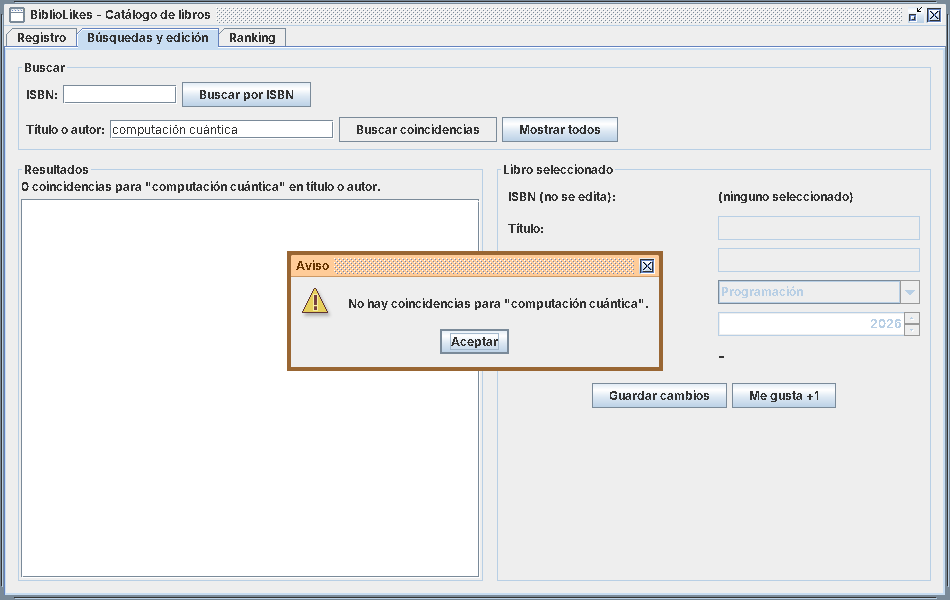 BiblioLikes - Catálogo de libros
Registro
Búsquedas y edición
Ranking
Buscar
ISBN:
Buscar por ISBN
Título o autor:
computación cuántica
Buscar coincidencias
Mostrar todos
Resultados
0 coincidencias para "computación cuántica" en título o autor.
Libro seleccionado
ISBN (no se edita):
(ninguno seleccionado)
Título:
Programación
2026
-
Guardar cambios
Me gusta +1
Aviso
No hay coincidencias para "computación cuántica".
Aceptar